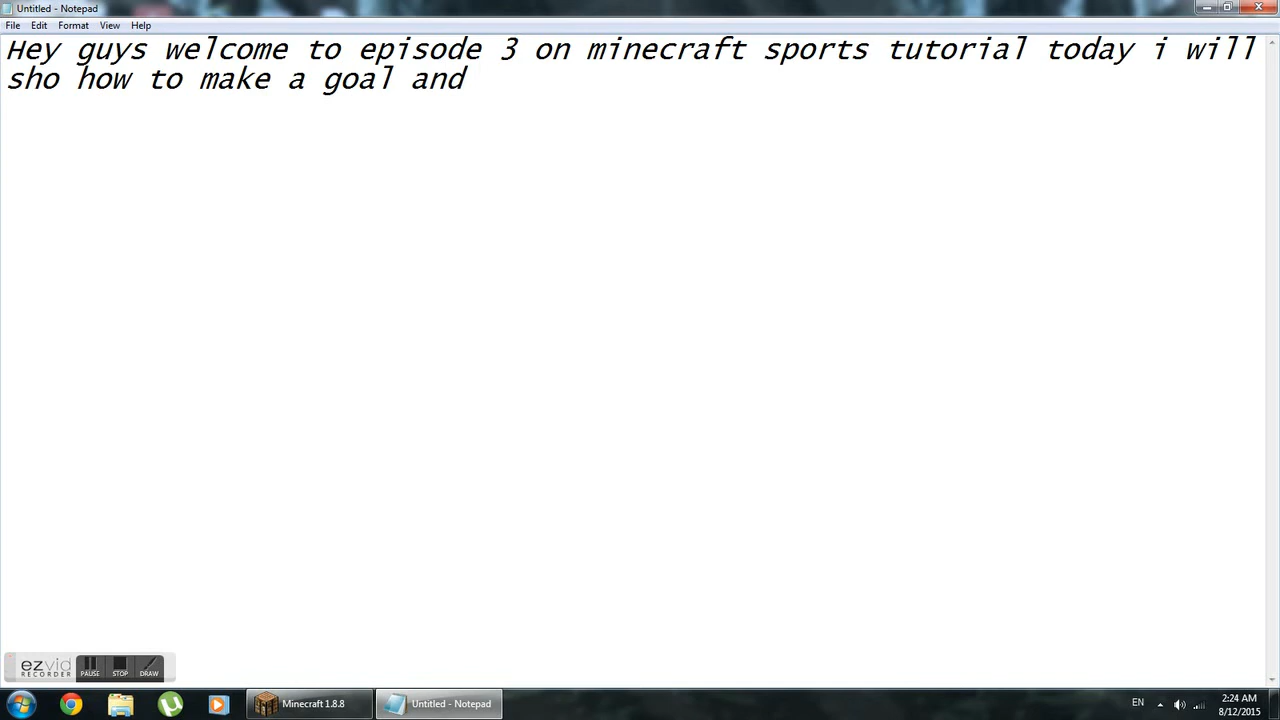 Untitled - Notepad
File Edit Format View Help
Hey guys welcome to episode 3 on minecraft sports tutorial today i will
sho how to make a goal and
ezvid
RECORDER
PAUSE STOP DRAW
Minecraft 1.8.8
Untitled - Notepad
EN
2:24 AM
8/12/2015